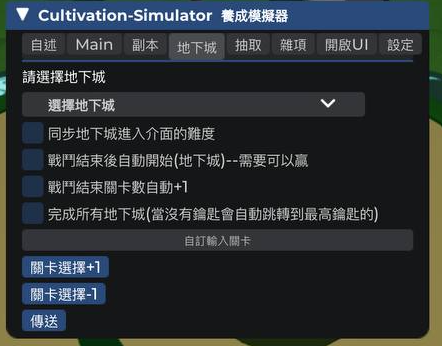 ▼ Cultivation-Simulator 養成模擬器
自述 Main 副本 地下城 抽取 雜項 開啟UI 設定
請選擇地下城
選擇地下城
同步地下城進入介面的難度
戰鬥結束後自動開始(地下城)--需要可以贏
戰鬥結束關卡數自動+1
完成所有地下城(當沒有鑰匙會自動跳轉到最高鑰匙的)
自訂輸入關卡
關卡選擇+1
關卡選擇-1
傳送